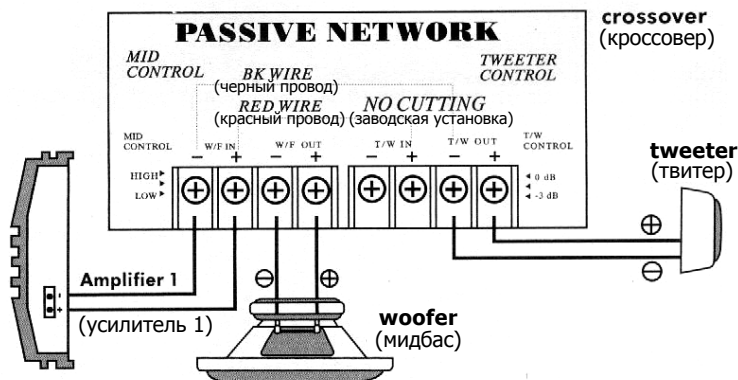 crossover
(кроссовер)
PASSIVE NETWORK
MID
CONTROL
TWEETER
CONTROL
BK WIRE
(черный провод)
RED WIRE
(красный провод)
NO CUTTING
(заводская установка)
MID
CONTROL
W/F IN
W/F OUT
T/W IN
T/W OUT
T/W
CONTROL
− + − + − + − +
HIGH
LOW
0 dB
-3 dB
tweeter
(твитер)
+
−
Amplifier 1
(усилитель 1)
- 
+
− +
woofer
(мидбас)